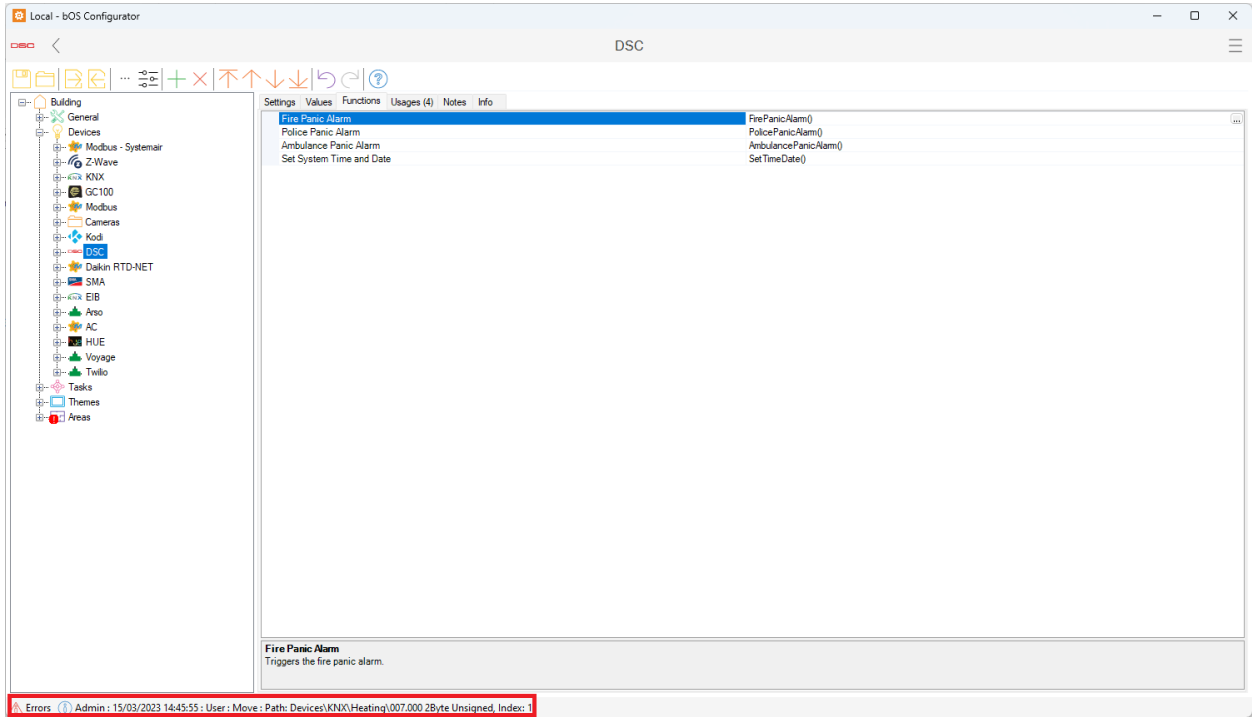 Local - bOS Configurator
DSC
DSC
Settings Values Functions Usages (4) Notes Info
Building
General
Devices
Modbus - Systemair
Z-Wave
KNX
GC100
Modbus
Cameras
Kodi
DSC
Daikin RTD-NET
SMA
EIB
Arso
AC
HUE
Voyage
Twilio
Tasks
Themes
Areas
Fire Panic Alarm FirePanicAlarm() ...
Police Panic Alarm PolicePanicAlarm()
Ambulance Panic Alarm AmbulancePanicAlarm()
Set System Time and Date SetTimeDate()
Fire Panic Alarm
Triggers the fire panic alarm.
Errors Admin : 15/03/2023 14:45:55 : User : Move : Path: Devices\KNX\Heating\007.000 2Byte Unsigned, Index: 1